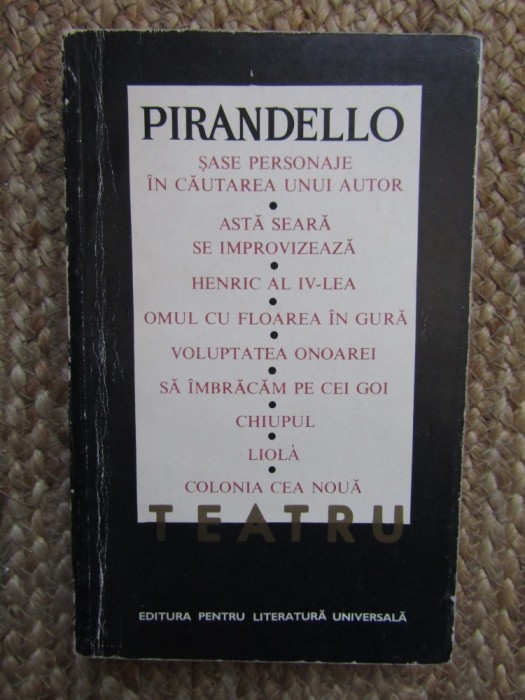 PIRANDELLO
ŞASE PERSONAJE
ÎN CĂUTAREA UNUI AUTOR
•
ASTĂ SEARĂ
SE IMPROVIZEAZĂ
•
HENRIC AL IV-LEA
•
OMUL CU FLOAREA ÎN GURĂ
•
VOLUPTATEA ONOAREI
•
SĂ ÎMBRĂCĂM PE CEI GOI
•
CHIUPUL
•
LIOLÀ
•
COLONIA CEA NOUĂ
TEATRU
EDITURA PENTRU LITERATURĂ UNIVERSALĂ